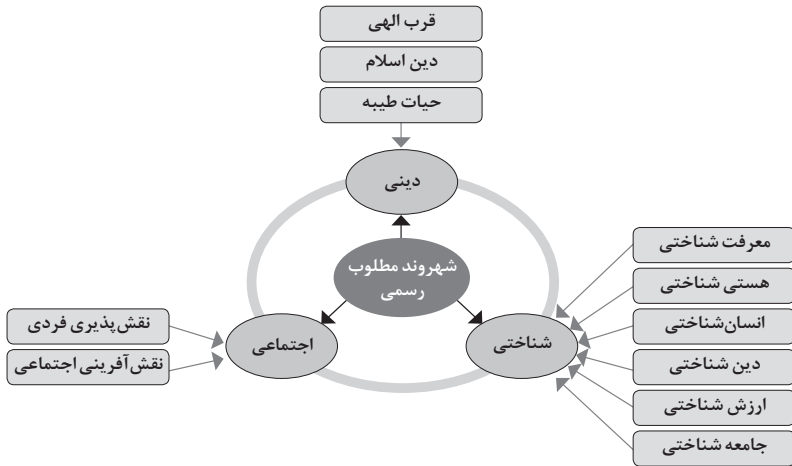 قرب الهی
دین اسلام
حیات طیبه
دینی
شهروند مطلوب
رسمی
معرفت شناختی
هستی شناختی
انسان‌شناختی
دین شناختی
ارزش شناختی
جامعه شناختی
شناختی
اجتماعی
نقش‌پذیری فردی
نقش‌آفرینی اجتماعی